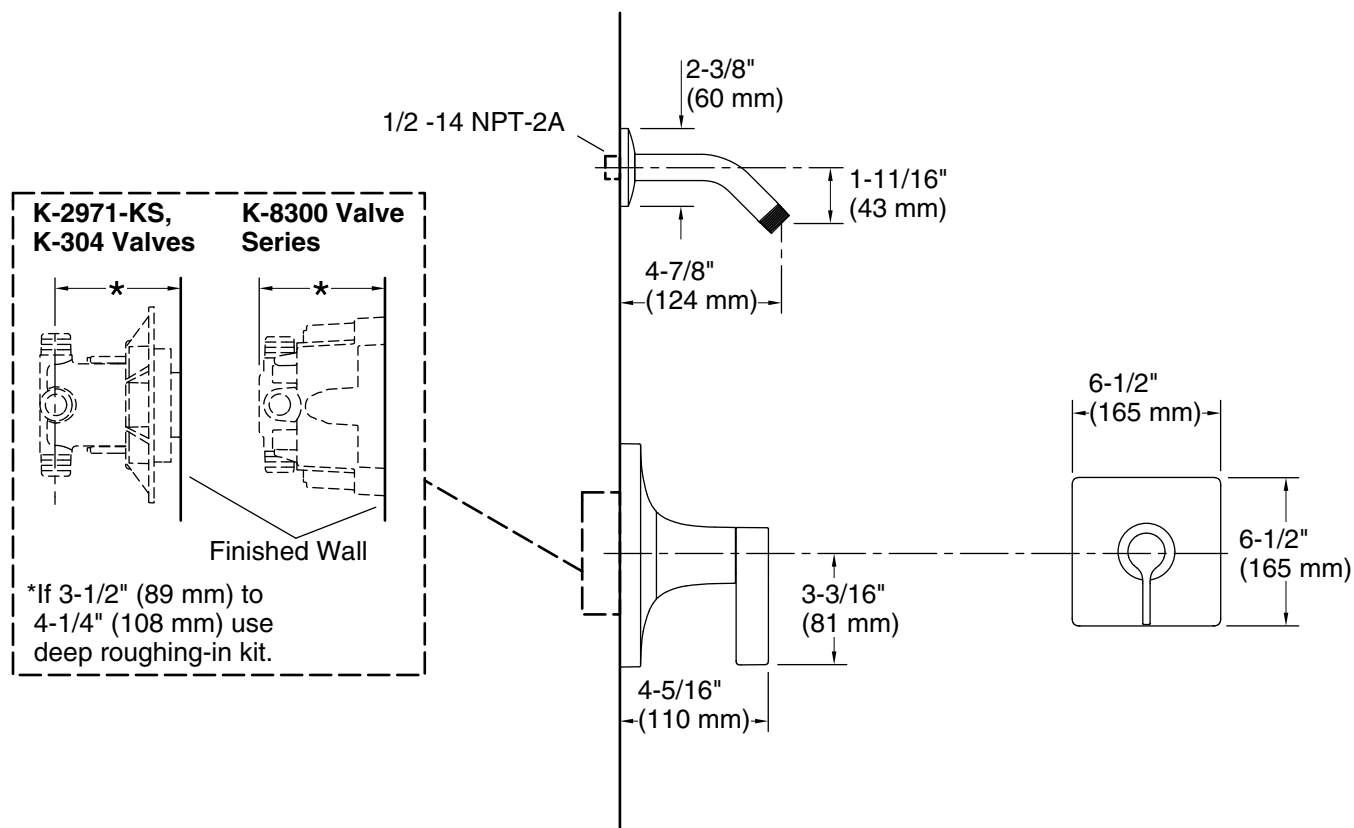 2-3/8"
(60 mm)
1/2 -14 NPT-2A
1-11/16"
(43 mm)
4-7/8"
(124 mm)
K-2971-KS,
K-304 Valves
K-8300 Valve
Series
*
*
Finished Wall
*If 3-1/2" (89 mm) to
4-1/4" (108 mm) use
deep roughing-in kit.
6-1/2"
(165 mm)
6-1/2"
(165 mm)
3-3/16"
(81 mm)
4-5/16"
(110 mm)